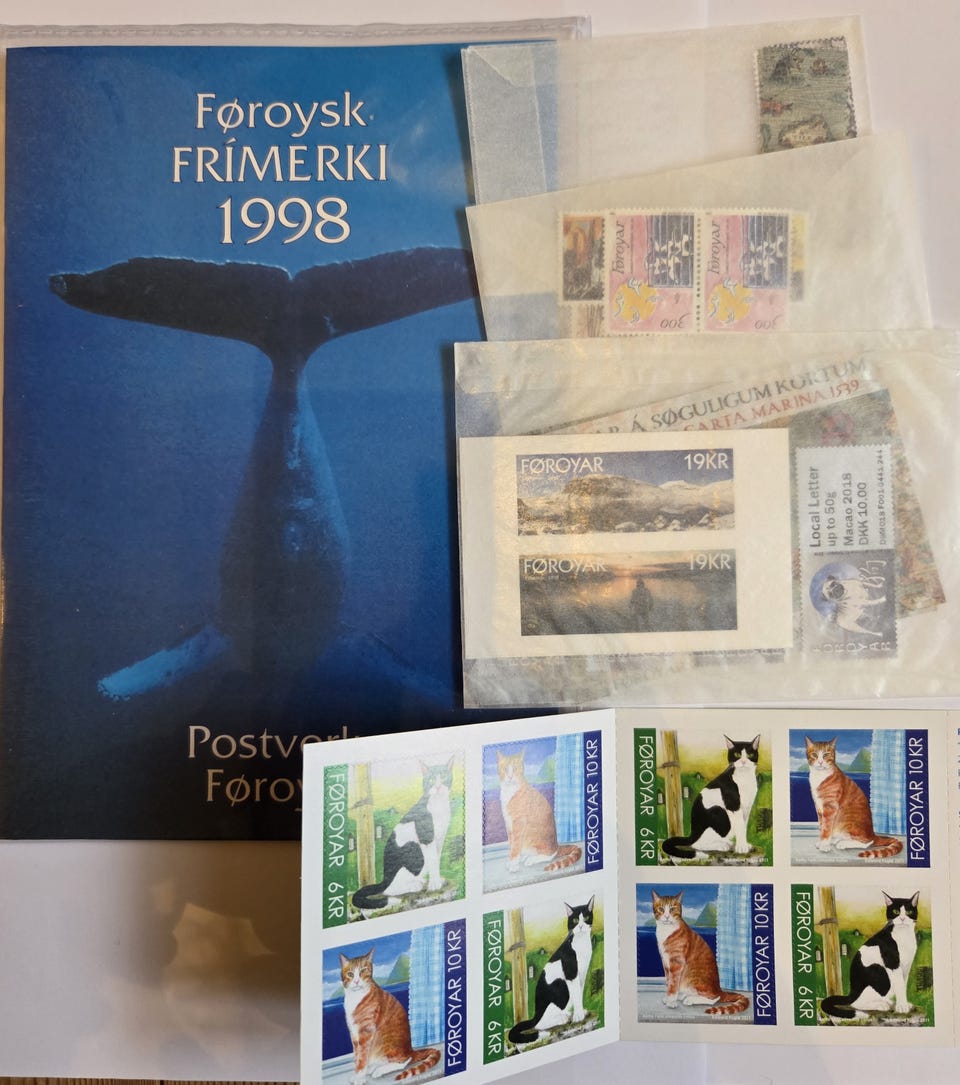 Føroysk
FRÍMERKI
1998
Føroyar
300
Føroyar
300
Á SØGULIGUM KORTUM
CARTA MARINA 1539
FØROYAR 19KR
FØROYAR 19KR
Local Letter
up to 50g
Macao 2018
DKK 10.00
狗
FØROYAR 6 KR
FØROYAR 10 KR
FØROYAR 6 KR
FØROYAR 10 KR
FØROYAR 10 KR
FØROYAR 6 KR
FØROYAR 10 KR
FØROYAR 6 KR